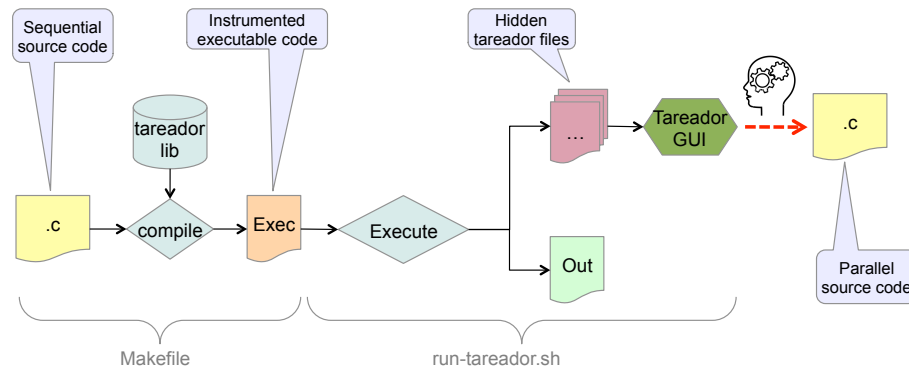 Sequential
source code
Instrumented
executable code
Hidden
tareador files
tareador
lib
...
Tareador
GUI
.c
.c
compile
Exec
Execute
Out
Parallel
source code
Makefile
run-tareador.sh